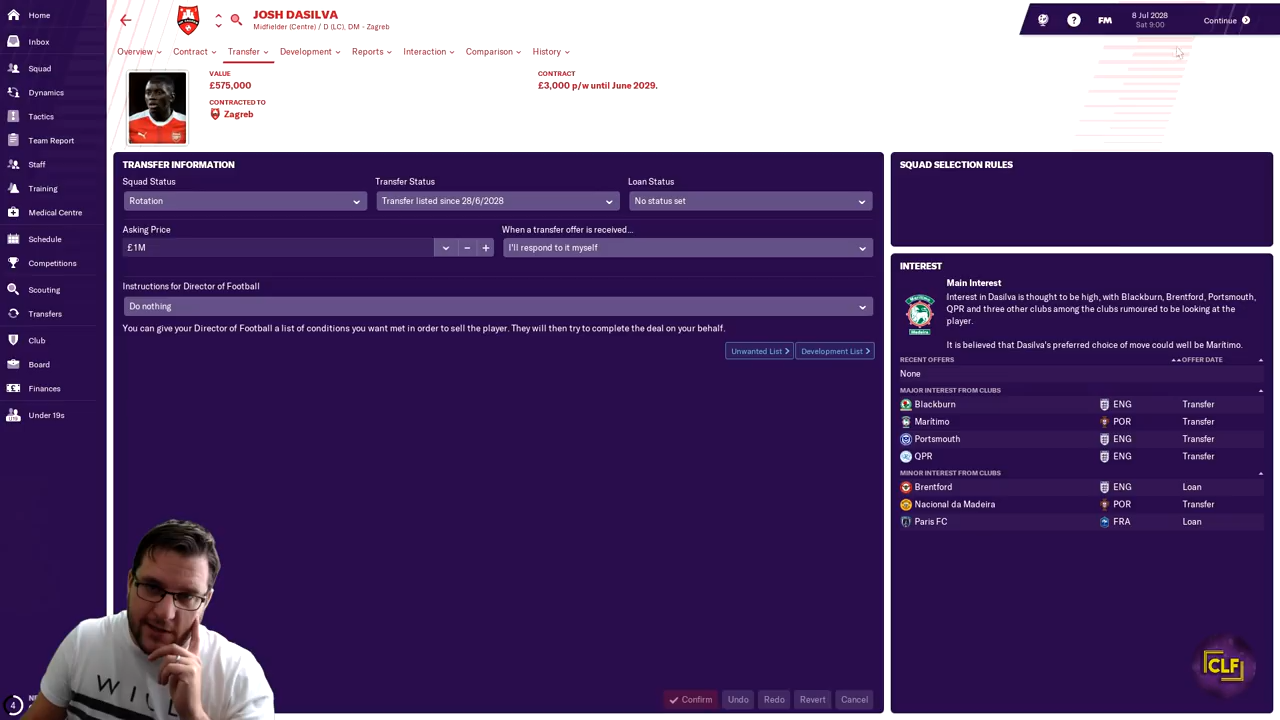 Home
Inbox
Squad
Dynamics
Tactics
Team Report
Staff
Training
Medical Centre
Schedule
Competitions
Scouting
Transfers
Club
Board
Finances
Under 19s
4
JOSH DASILVA
Midfielder (Centre) / D (LC), DM - Zagreb
FM
8 Jul 2028
Sat 9:00
Continue
Overview
Contract
Transfer
Development
Reports
Interaction
Comparison
History
VALUE
£575,000
CONTRACTED TO
Zagreb
CONTRACT
£3,000 p/w until June 2029.
TRANSFER INFORMATION
Squad Status
Transfer Status
Loan Status
Rotation
Transfer listed since 28/6/2028
No status set
Asking Price
When a transfer offer is received...
£1M
I'll respond to it myself
Instructions for Director of Football
Do nothing
You can give your Director of Football a list of conditions you want met in order to sell the player. They will then try to complete the deal on your behalf.
Unwanted List
Development List
Confirm
Undo
Redo
Revert
Cancel
SQUAD SELECTION RULES
INTEREST
Main Interest
Interest in Dasilva is thought to be high, with Blackburn, Brentford, Portsmouth,
QPR and three other clubs among the clubs rumoured to be looking at the
player.
It is believed that Dasilva's preferred choice of move could well be Marítimo.
RECENT OFFERS OFFER DATE
None
MAJOR INTEREST FROM CLUBS
Blackburn ENG Transfer
Marítimo POR Transfer
Portsmouth ENG Transfer
QPR ENG Transfer
MINOR INTEREST FROM CLUBS
Brentford ENG Loan
Nacional da Madeira POR Transfer
Paris FC FRA Loan
CLF